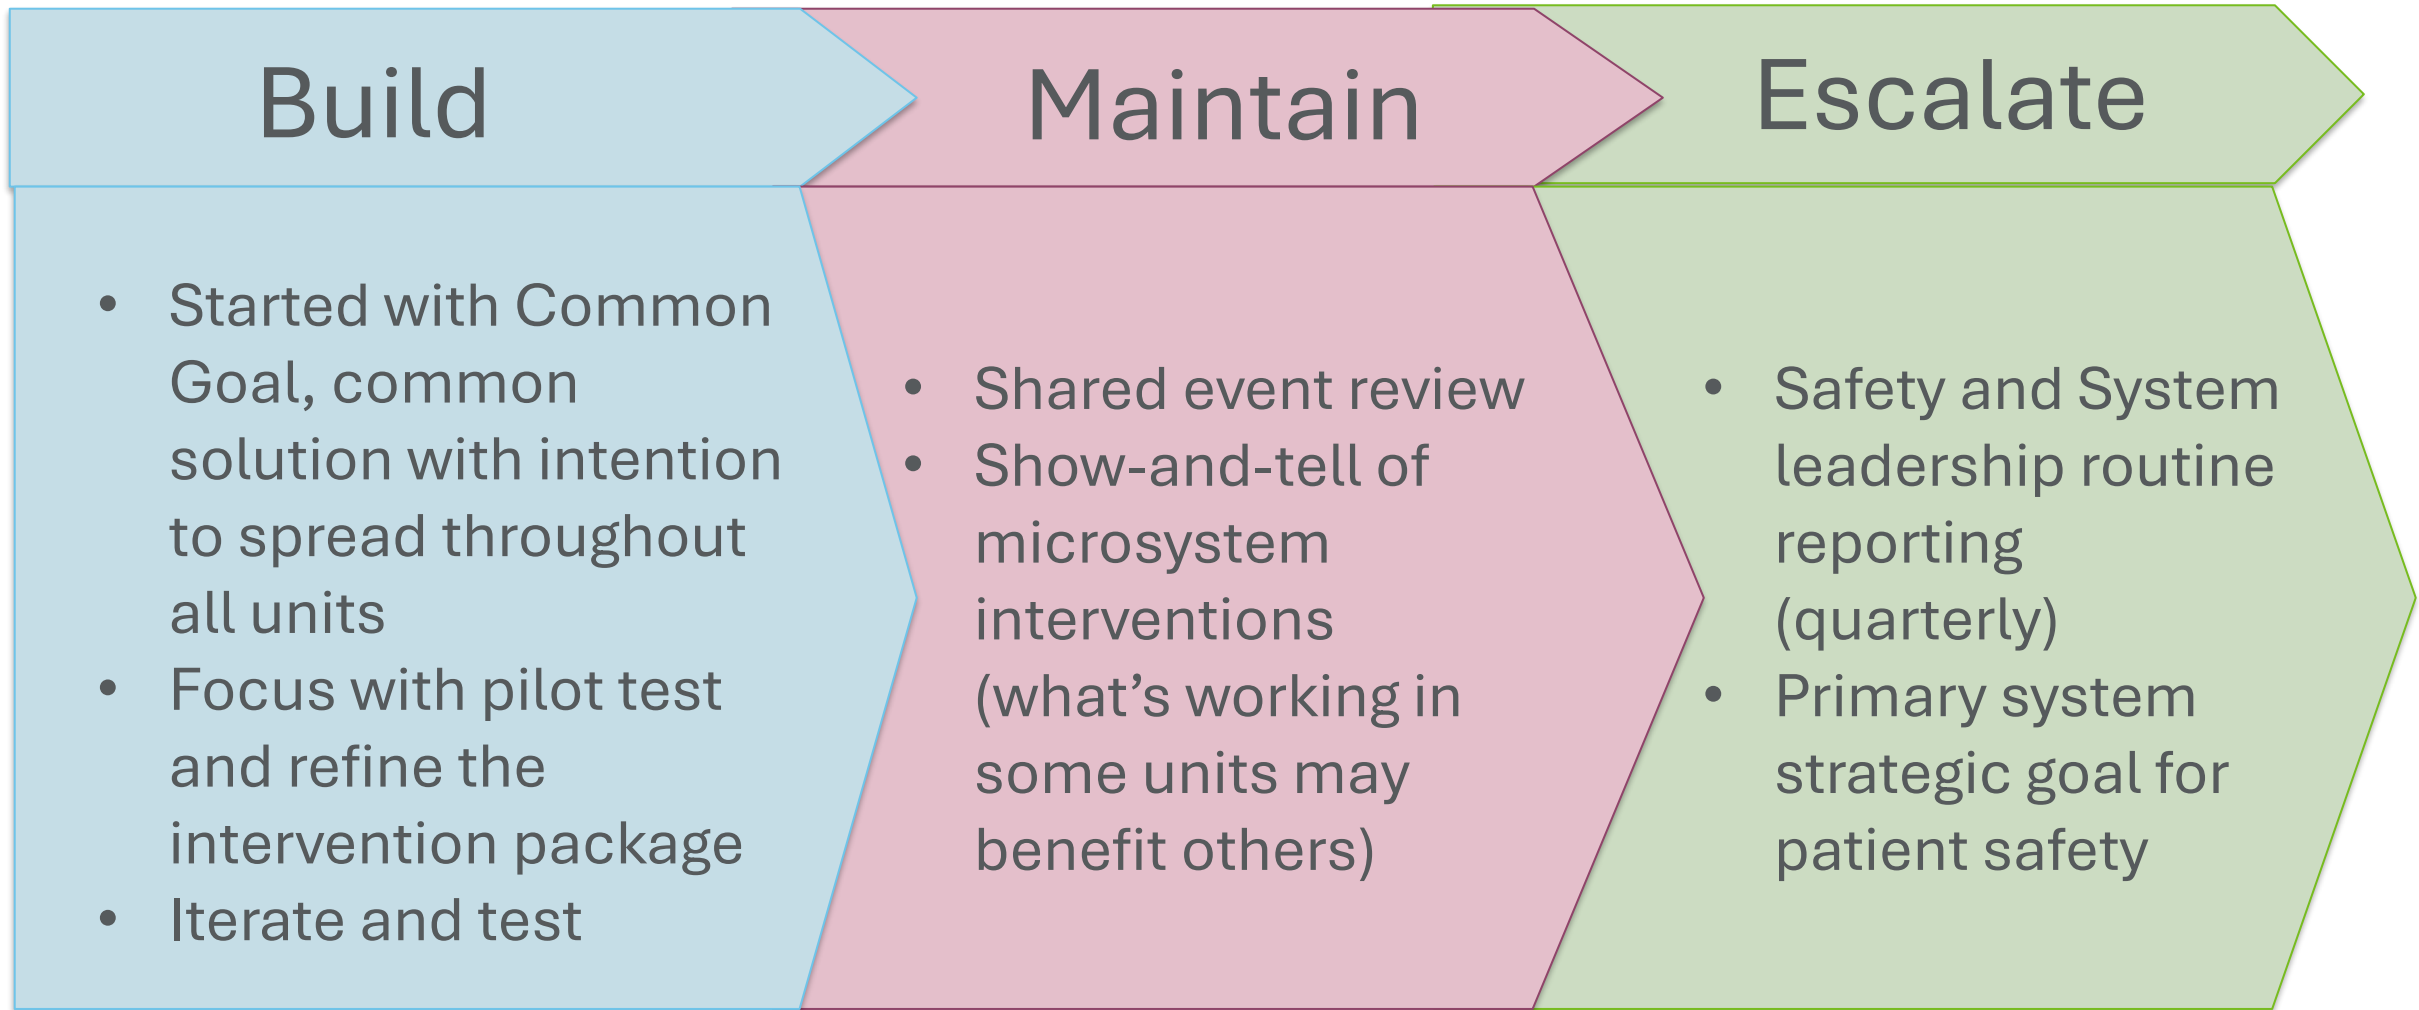 Build
• Started with Common
Goal, common
solution with intention
to spread throughout
all units
• Focus with pilot test
and refine the
intervention package
• Iterate and test
Maintain
• Shared event review
• Show-and-tell of
microsystem
interventions
(what’s working in
some units may
benefit others)
Escalate
• Safety and System
leadership routine
reporting
(quarterly)
• Primary system
strategic goal for
patient safety